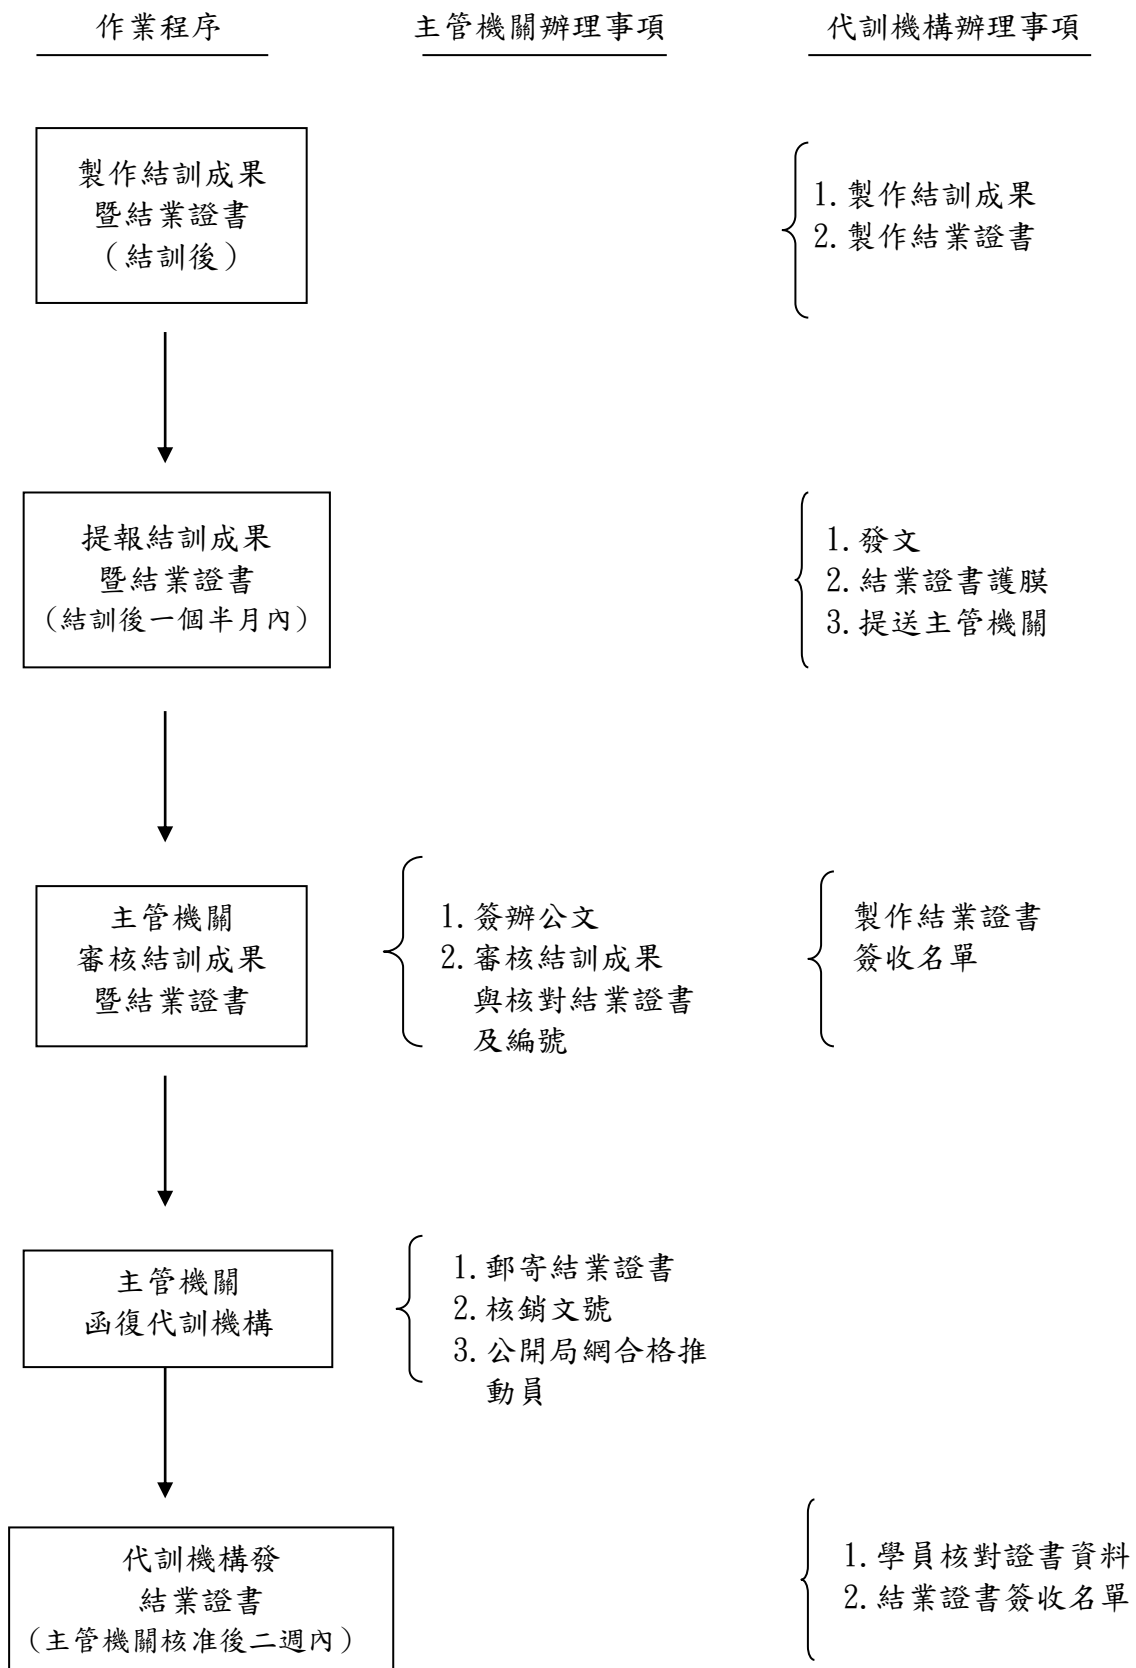 作業程序
主管機關辦理事項
代訓機構辦理事項
製作結訓成果
暨結業證書
（結訓後）
1.製作結訓成果
2.製作結業證書
提報結訓成果
暨結業證書
（結訓後一個半月內）
1.發文
2.結業證書護膜
3.提送主管機關
主管機關
審核結訓成果
暨結業證書
1.簽辦公文
2.審核結訓成果
與核對結業證書
及編號
製作結業證書
簽收名單
主管機關
函復代訓機構
1.郵寄結業證書
2.核銷文號
3.公開局網合格推
動員
代訓機構發
結業證書
（主管機關核准後二週內）
1.學員核對證書資料
2.結業證書簽收名單